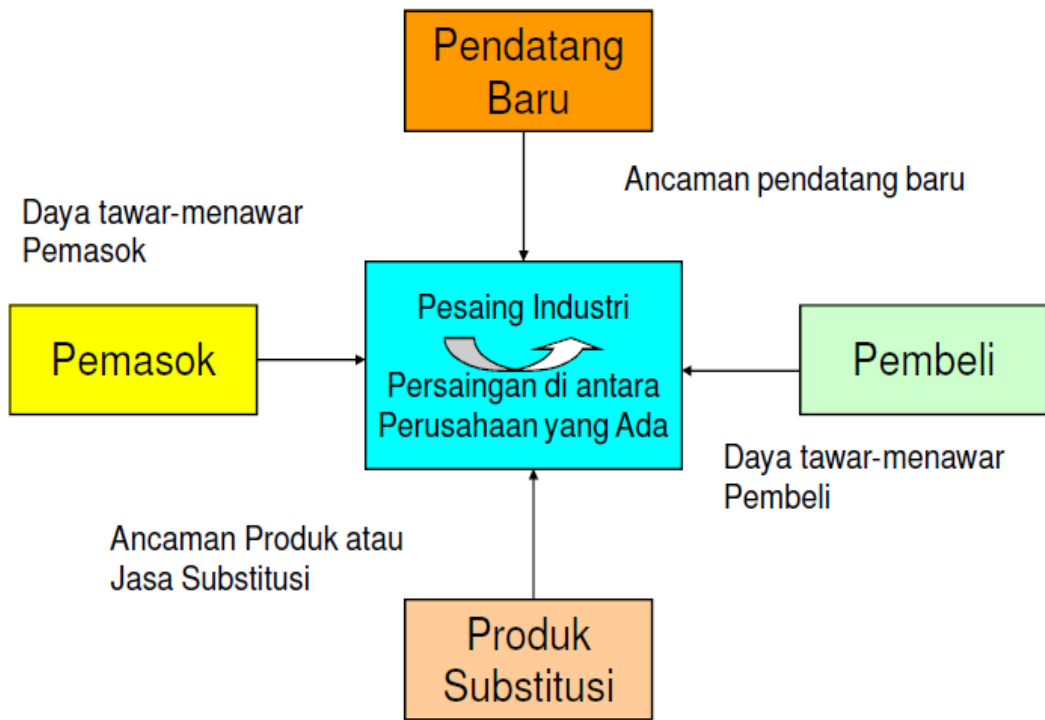 Pendatang
Baru
Ancaman pendatang baru
Daya tawar-menawar
Pemasok
Pesaing Industri
Pemasok
Pembeli
Persaingan di antara
Perusahaan yang Ada
Daya tawar-menawar
Pembeli
Ancaman Produk atau
Jasa Substitusi
Produk
Substitusi